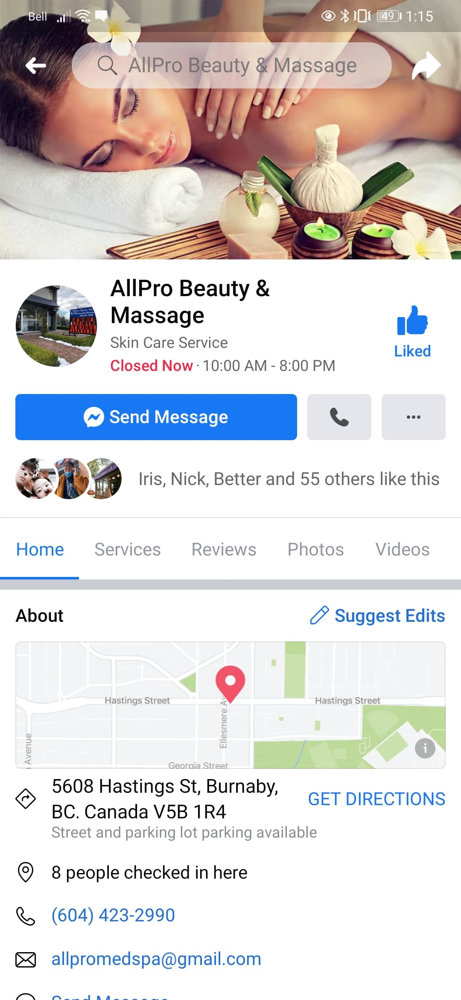 Bell
49
1:15
AllPro Beauty & Massage
AllPro Beauty &
Massage
Skin Care Service
Closed Now · 10:00 AM - 8:00 PM
Liked
Send Message
Iris, Nick, Better and 55 others like this
Home
Services
Reviews
Photos
Videos
About
Suggest Edits
Hastings Street
Hastings Street
Ellesmere Av
Avenue
Georgia Street
5608 Hastings St, Burnaby,
BC. Canada V5B 1R4
GET DIRECTIONS
Street and parking lot parking available
8 people checked in here
(604) 423-2990
allpromedspa@gmail.com
Send Message